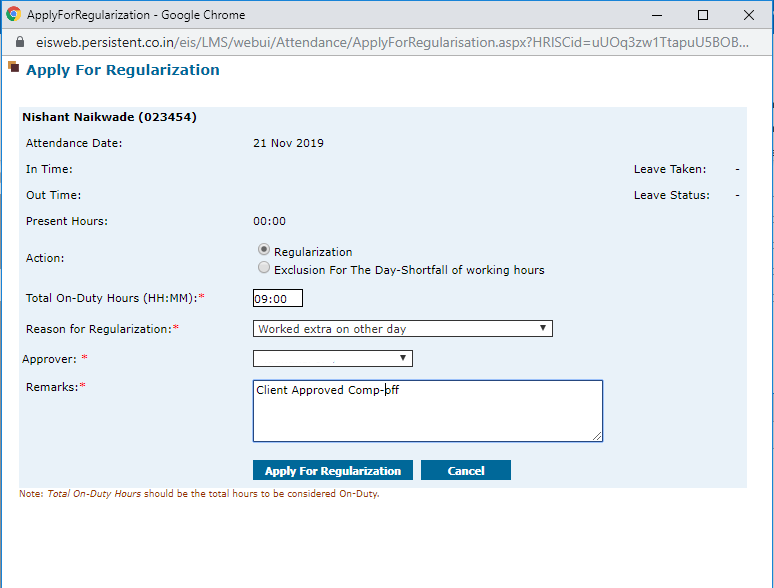 ApplyForRegularization - Google Chrome
eisweb.persistent.co.in/eis/LMS/webui/Attendance/ApplyForRegularisation.aspx?HRISCid=uUOq3zw1TtapuU5BOB...
Apply For Regularization
Nishant Naikwade (023454)
Attendance Date: 21 Nov 2019
In Time: Leave Taken: -
Out Time: Leave Status: -
Present Hours: 00:00
Action: Regularization
Exclusion For The Day-Shortfall of working hours
Total On-Duty Hours (HH:MM):* 09:00
Reason for Regularization:* Worked extra on other day
Approver: *
Remarks:* Client Approved Comp-off
Apply For Regularization Cancel
Note: Total On-Duty Hours should be the total hours to be considered On-Duty.